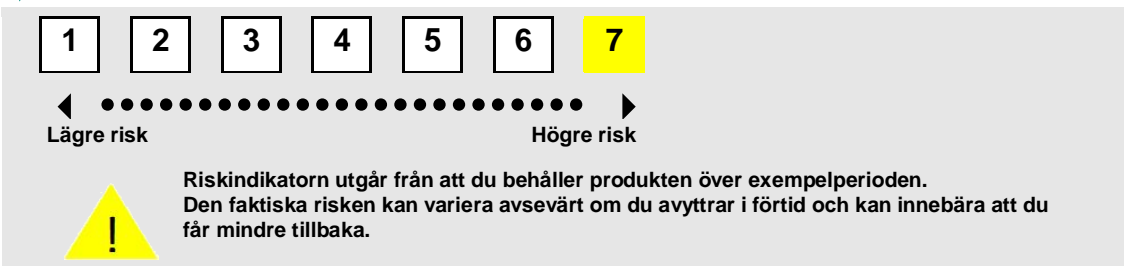 1 2 3 4 5 6 7
Lägre risk Högre risk
Riskindikatorn utgår från att du behåller produkten över exempelperioden.
Den faktiska risken kan variera avsevärt om du avyttrar i förtid och kan innebära att du
får mindre tillbaka.
!